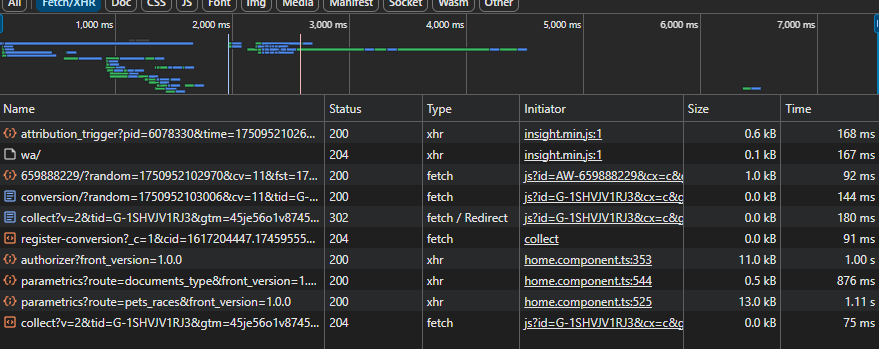 All Fetch/XHR Doc CSS JS Font Img Media Manifest Socket Wasm Other
1,000 ms 2,000 ms 3,000 ms 4,000 ms 5,000 ms 6,000 ms 7,000 ms
Name Status Type Initiator Size Time
attribution_trigger?pid=6078330&time=17509521026... 200 xhr insight.min.js:1 0.6 kB 168 ms
wa/ 204 xhr insight.min.js:1 0.1 kB 167 ms
659888229/?random=1750952102970&cv=11&fst=17... 200 fetch js?id=AW-659888229&cx=c& 1.0 kB 92 ms
conversion/?random=1750952103006&cv=11&tid=G-... 200 fetch js?id=G-1SHVJV1RJ3&cx=c& 0.0 kB 144 ms
collect?v=2&tid=G-1SHVJV1RJ3&gtm=45je56o1v8745... 302 fetch / Redirect js?id=G-1SHVJV1RJ3&cx=c& 0.0 kB 180 ms
register-conversion?_c=1&cid=1617204447.17459555... 204 fetch collect 0.0 kB 91 ms
authorizer?front_version=1.0.0 200 xhr home.component.ts:353 11.0 kB 1.00 s
parametrics?route=documents_type&front_version=1.... 200 xhr home.component.ts:544 0.5 kB 876 ms
parametrics?route=pets_races&front_version=1.0.0 200 xhr home.component.ts:525 13.0 kB 1.11 s
collect?v=2&tid=G-1SHVJV1RJ3&gtm=45je56o1v8745... 204 fetch js?id=G-1SHVJV1RJ3&cx=c& 0.0 kB 75 ms